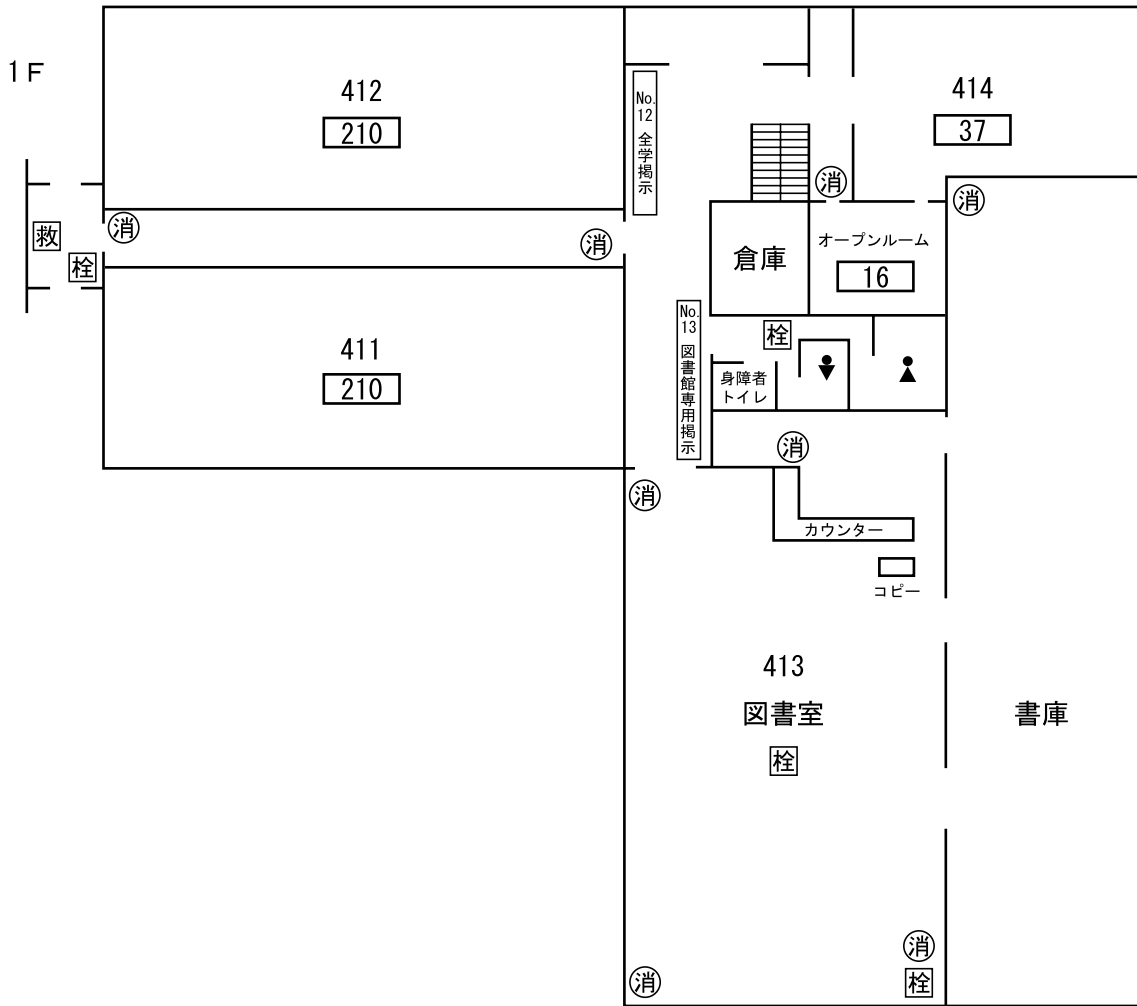 1F
412
210
No.12 全学掲示
414
37
消
消
救
消
消
栓
倉庫
オープンルーム
16
No.13 図書館専用掲示
栓
411
210
身障者
トイレ
消
消
カウンター
コピー
413
図書室
書庫
栓
消
消
栓